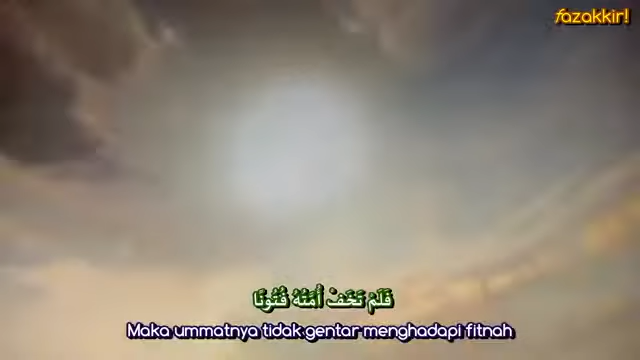 fazakkir!
فَلَمْ تَخَفْ أُمَّتُهُ فُتُونًا
Maka ummatnya tidak gentar menghadapi fitnah